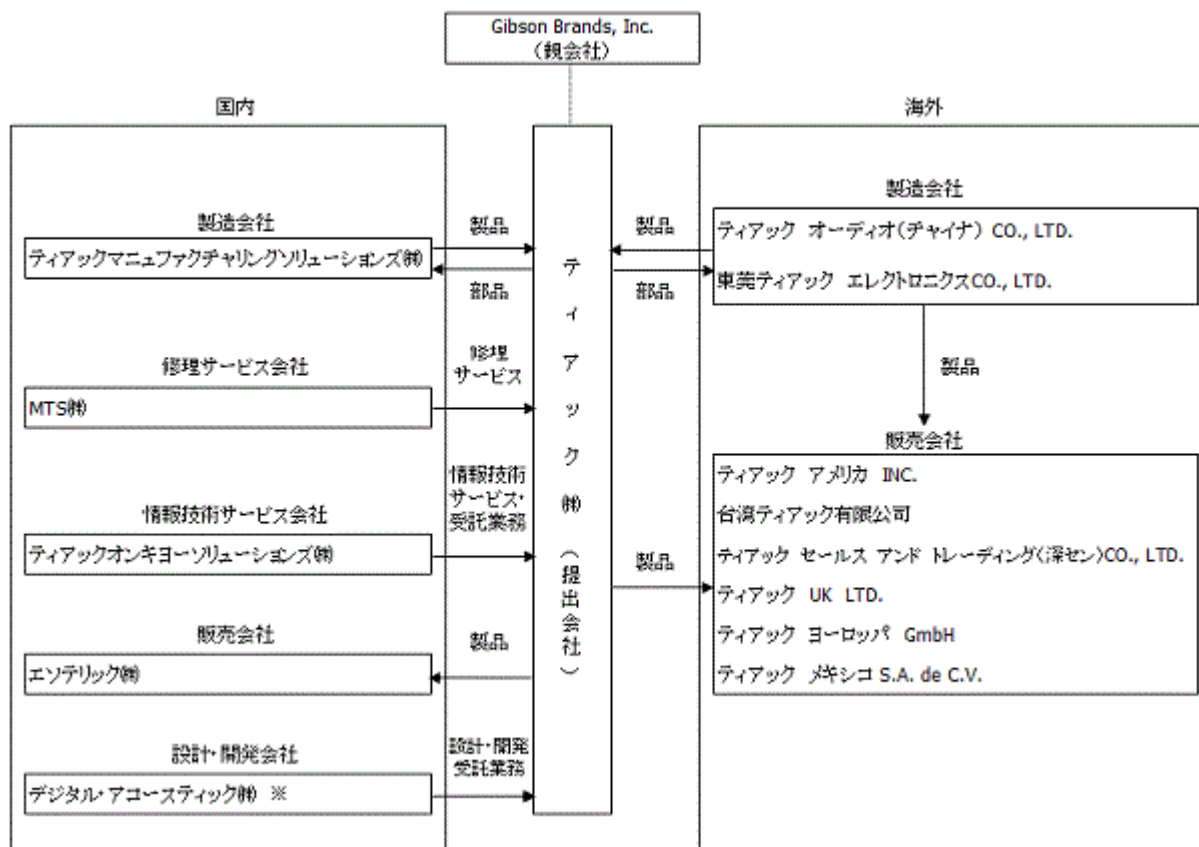 Gibson Brands, Inc.
（親会社）
国内
海外
製造会社
ティアックマニュファクチャリングソリューションズ㈱
製品
部品
修理サービス会社
MTS㈱
修理
サービス
情報技術サービス会社
ティアックオンキヨーソリューションズ㈱
情報技術
サービス・
受託業務
販売会社
エソテリック㈱
製品
設計・開発会社
デジタル・アコースティック㈱ ※
設計・開発
受託業務
ティアック㈱（提出会社）
製品
部品
製造会社
ティアック オーディオ（チャイナ） CO., LTD.
東莞ティアック エレクトロニクスCO., LTD.
製品
製品
販売会社
ティアック アメリカ INC.
台湾ティアック有限公司
ティアック セールス アンド トレーディング（深セン）CO., LTD.
ティアック UK LTD.
ティアック ヨーロッパ GmbH
ティアック メキシコ S.A. de C.V.